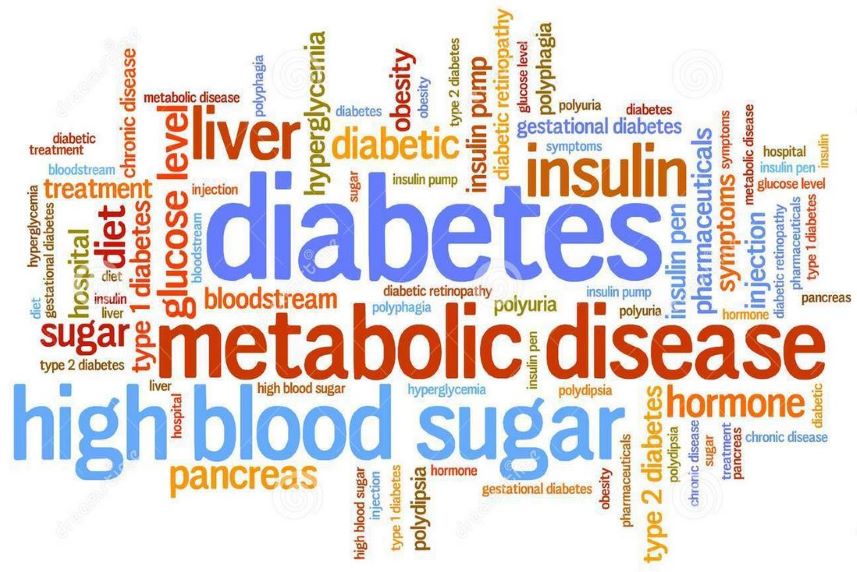 polyphagia
hyperglycemia
obesity
type 2 diabetes
insulin pump
diabetic retinopathy
glucose level
polyphagia
chronic disease
metabolic disease
diabetes
obesity
polyuria
diabetes
gestational diabetes
symptoms
diabetic
treatment
liver
diabetic
insulin
pharmaceuticals
symptoms
metabolic disease
hospital
insulin pen
insulin
glucose level
bloodstream
treatment
injection
glucose level
sugar
insulin pump
diabetes
hyperglycemia
gestational diabetes
hospital
diet
diet
type 1 diabetes
bloodstream
insulin pen
symptoms
injection
diabetic retinopathy
pharmaceuticals
type 1 diabetes
diet
insulin
liver
bloodstream
diabetic retinopathy
polyphagia
polyuria
insulin pump
polyuria
hormone
pancreas
sugar
type 2 diabetes
metabolic disease
insulin pen
liver
high blood sugar
hyperglycemia
polydipsia
hormone
diabetic
high blood sugar
hospital
type 2 diabetes
polydipsia
chronic disease
sugar
treatment
pancreas
chronic disease
pancreas
high blood sugar
injection
type 1 diabetes
polydipsia
hormone
gestational diabetes
obesity
pharmaceuticals